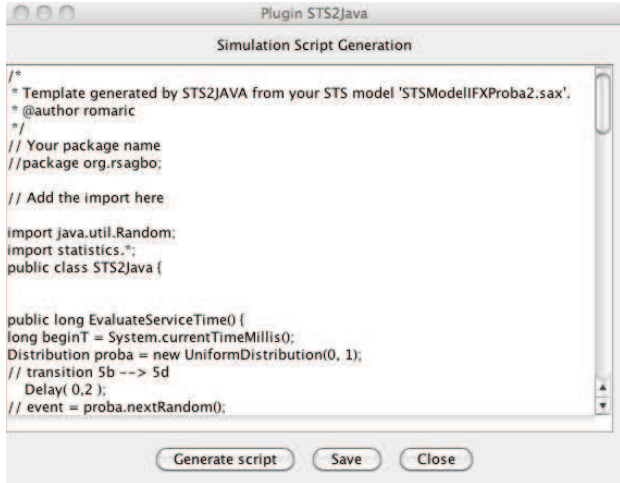 Plugin STS2Java
Simulation Script Generation
/*
* Template generated by STS2JAVA from your STS model 'STSModelIFXProba2.sax'.
* @author romaric
*/
// Your package name
//package org.rsagbo;
// Add the import here
import java.util.Random;
import statistics.*;
public class STS2Java {
public long EvaluateServiceTime() {
long beginT = System.currentTimeMillis();
Distribution proba = new UniformDistribution(0, 1);
// transition 5b --> 5d
Delay( 0,2 );
// event = proba.nextRandom();
Generate script Save Close